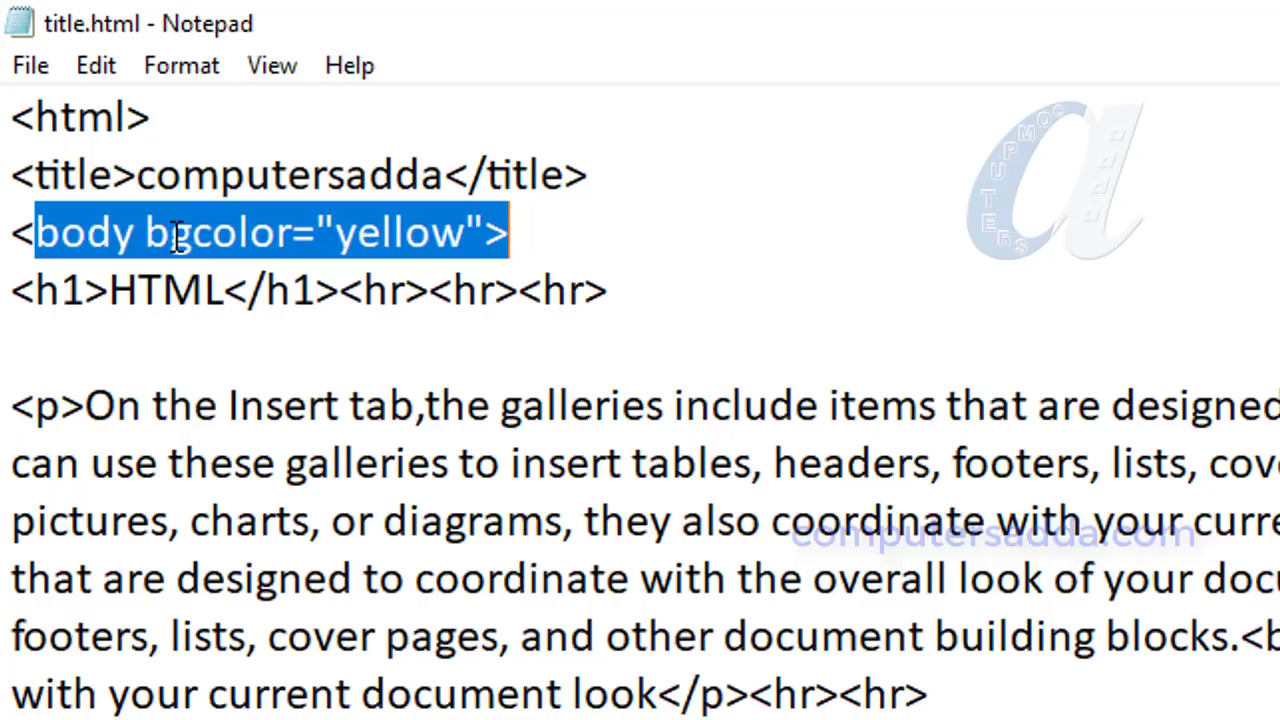 title.html - Notepad
File Edit Format View Help
<html>
<title>computersadda</title>
<body bgcolor="yellow">
<h1>HTML</h1><hr><hr><hr>
COMPUTERS
<p>On the Insert tab,the galleries include items that are designed
can use these galleries to insert tables, headers, footers, lists, cov
pictures, charts, or diagrams, they also coordinate with your curre
computersadda.com
that are designed to coordinate with the overall look of your docu
footers, lists, cover pages, and other document building blocks.<b
with your current document look</p><hr><hr>